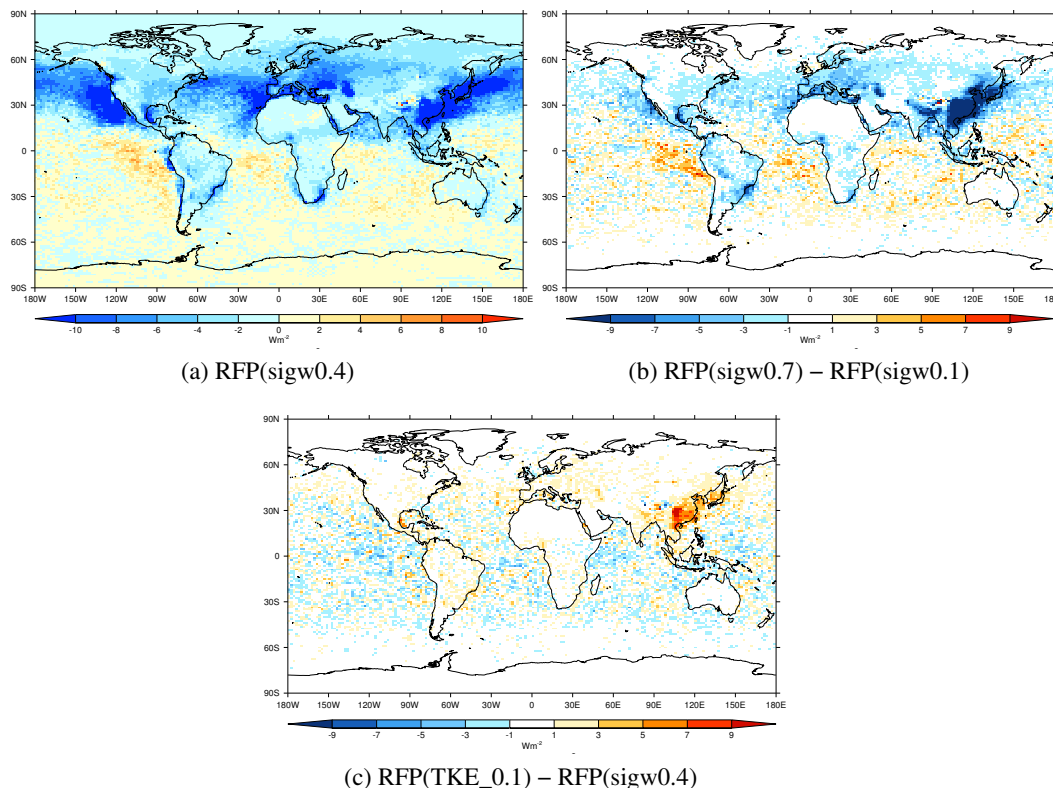 90N 90N
60N 60N
30N 30N
0 0
30S 30S
60S 60S
90S 90S
180W 150W 120W 90W 60W 30W 0 30E 60E 90E 120E 150E 180E 180W 150W 120W 90W 60W 30W 0 30E 60E 90E 120E 150E 180E
-10 -8 -6 -4 -2 0 2 4 6 8 10 -9 -7 -5 -3 -1 1 3 5 7 9
Wm-2 Wm-2
(a) RFP(sigw0.4) (b) RFP(sigw0.7) – RFP(sigw0.1)
90N
60N
30N
0
30S
60S
90S
180W 150W 120W 90W 60W 30W 0 30E 60E 90E 120E 150E 180E
-9 -7 -5 -3 -1 1 3 5 7 9
Wm-2
(c) RFP(TKE_0.1) – RFP(sigw0.4)